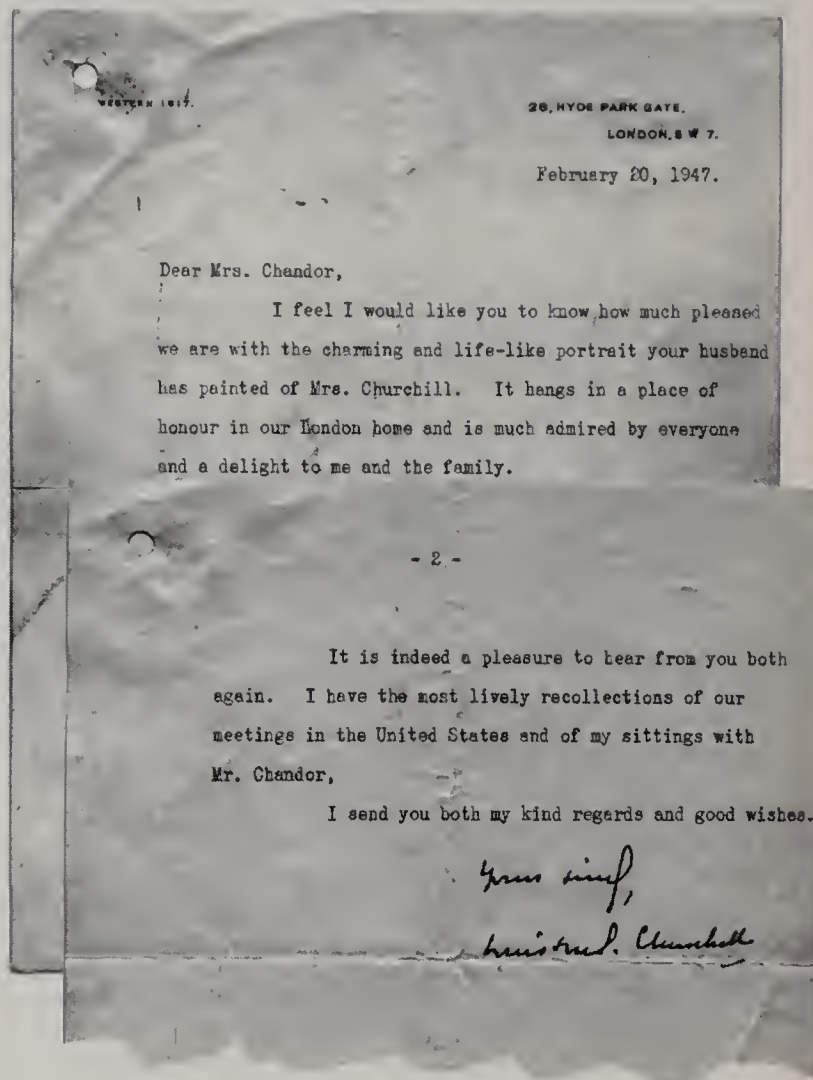 WESTERN 1617.
28, HYDE PARK GATE,
LONDON, S W 7.
February 20, 1947.
Dear Mrs. Chandor,
I feel I would like you to know, how much pleased
we are with the charming and life-like portrait your husband
has painted of Mrs. Churchill. It hangs in a place of
honour in our London home and is much admired by everyone
and a delight to me and the family.
- 2 -
It is indeed a pleasure to hear from you both
again. I have the most lively recollections of our
meetings in the United States and of my sittings with
Mr. Chandor,
I send you both my kind regards and good wishes.
Yours sincy,
Winston S. Churchill